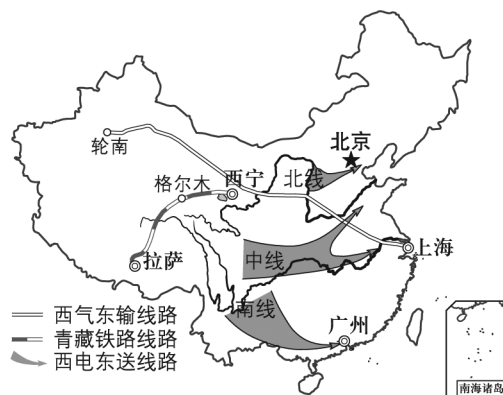 轮南
北京
北线
西宁
格尔木
拉萨
中线
上海
南线
广州
西气东输线路
青藏铁路线路
西电东送线路
南海诸岛